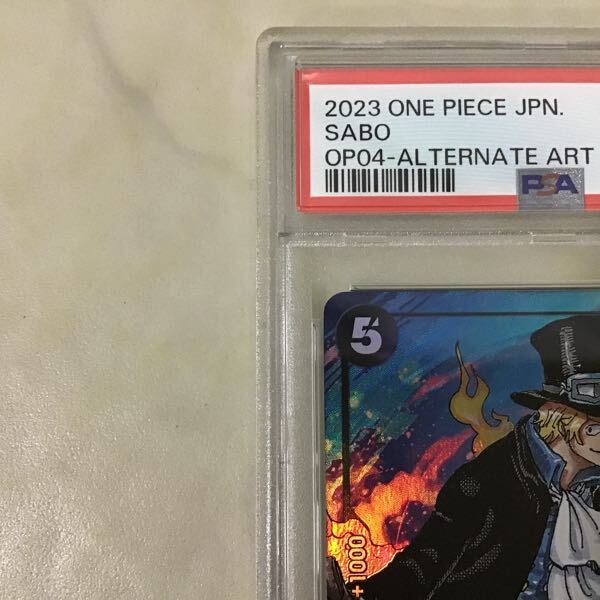 2023 ONE PIECE JPN.
SABO
OP04-ALTERNATE ART
PSA
5
1000+